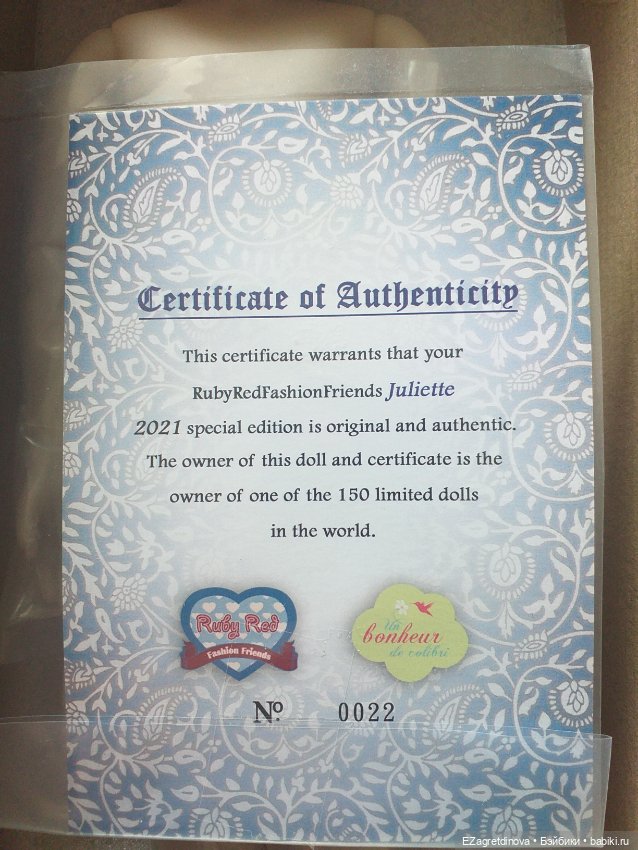 Certificate of Authenticity
This certificate warrants that your
RubyRedFashionFriends Juliette
2021 special edition is original and authentic.
The owner of this doll and certificate is the
owner of one of the 150 limited dolls
in the world.
Ruby Red
Fashion Friends
Un
bonheur
de colibri
Nº. 0022
EZagretdinova • Бэйбики • babiki.ru